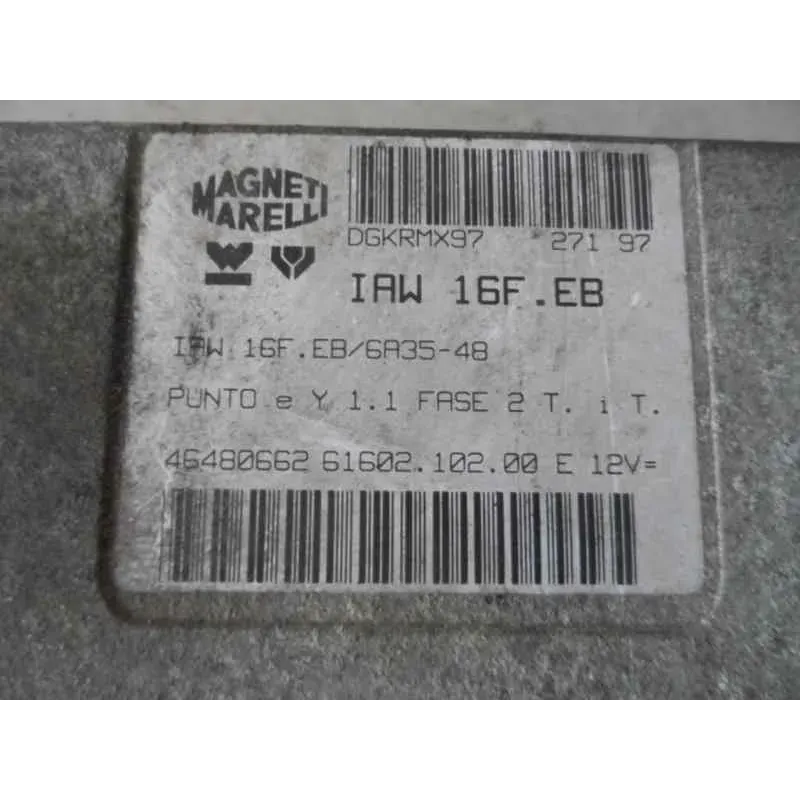 MAGNETI
MARELLI
DGKRMX97 271 97
IAW 16F.EB
IAW 16F.EB/6A35-48
PUNTO e Y 1.1 FASE 2 T. i T.
46480662 61602.102.00 E 12V=